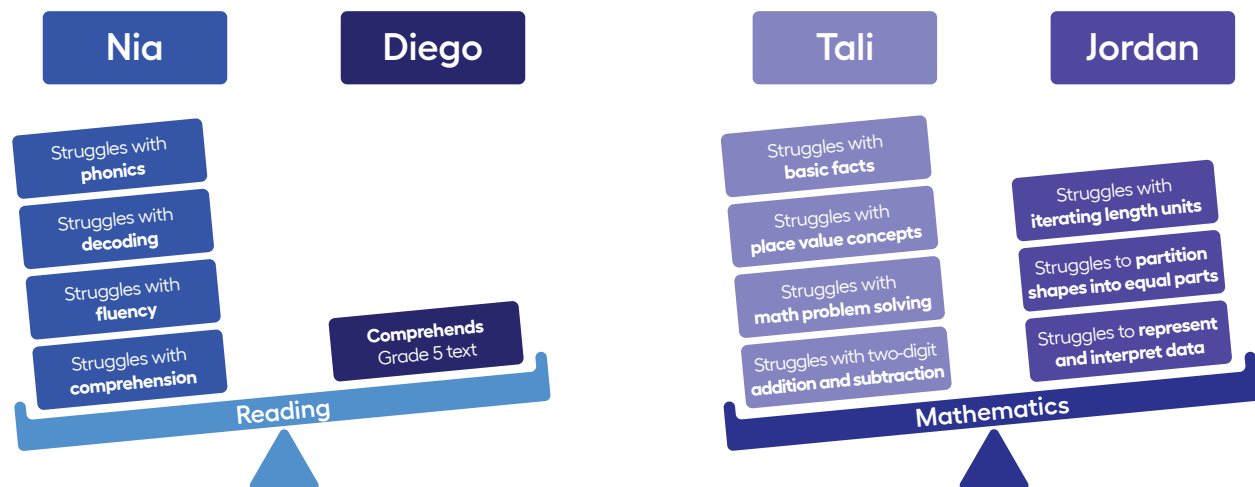 Nia
Diego
Tali
Jordan
Struggles with
phonics
Struggles with
decoding
Struggles with
fluency
Struggles with
comprehension
Comprehends
Grade 5 text
Reading
Struggles with
basic facts
Struggles with
place value concepts
Struggles with
math problem solving
Struggles with two-digit
addition and subtraction
Struggles with
iterating length units
Struggles to partition
shapes into equal parts
Struggles to represent
and interpret data
Mathematics